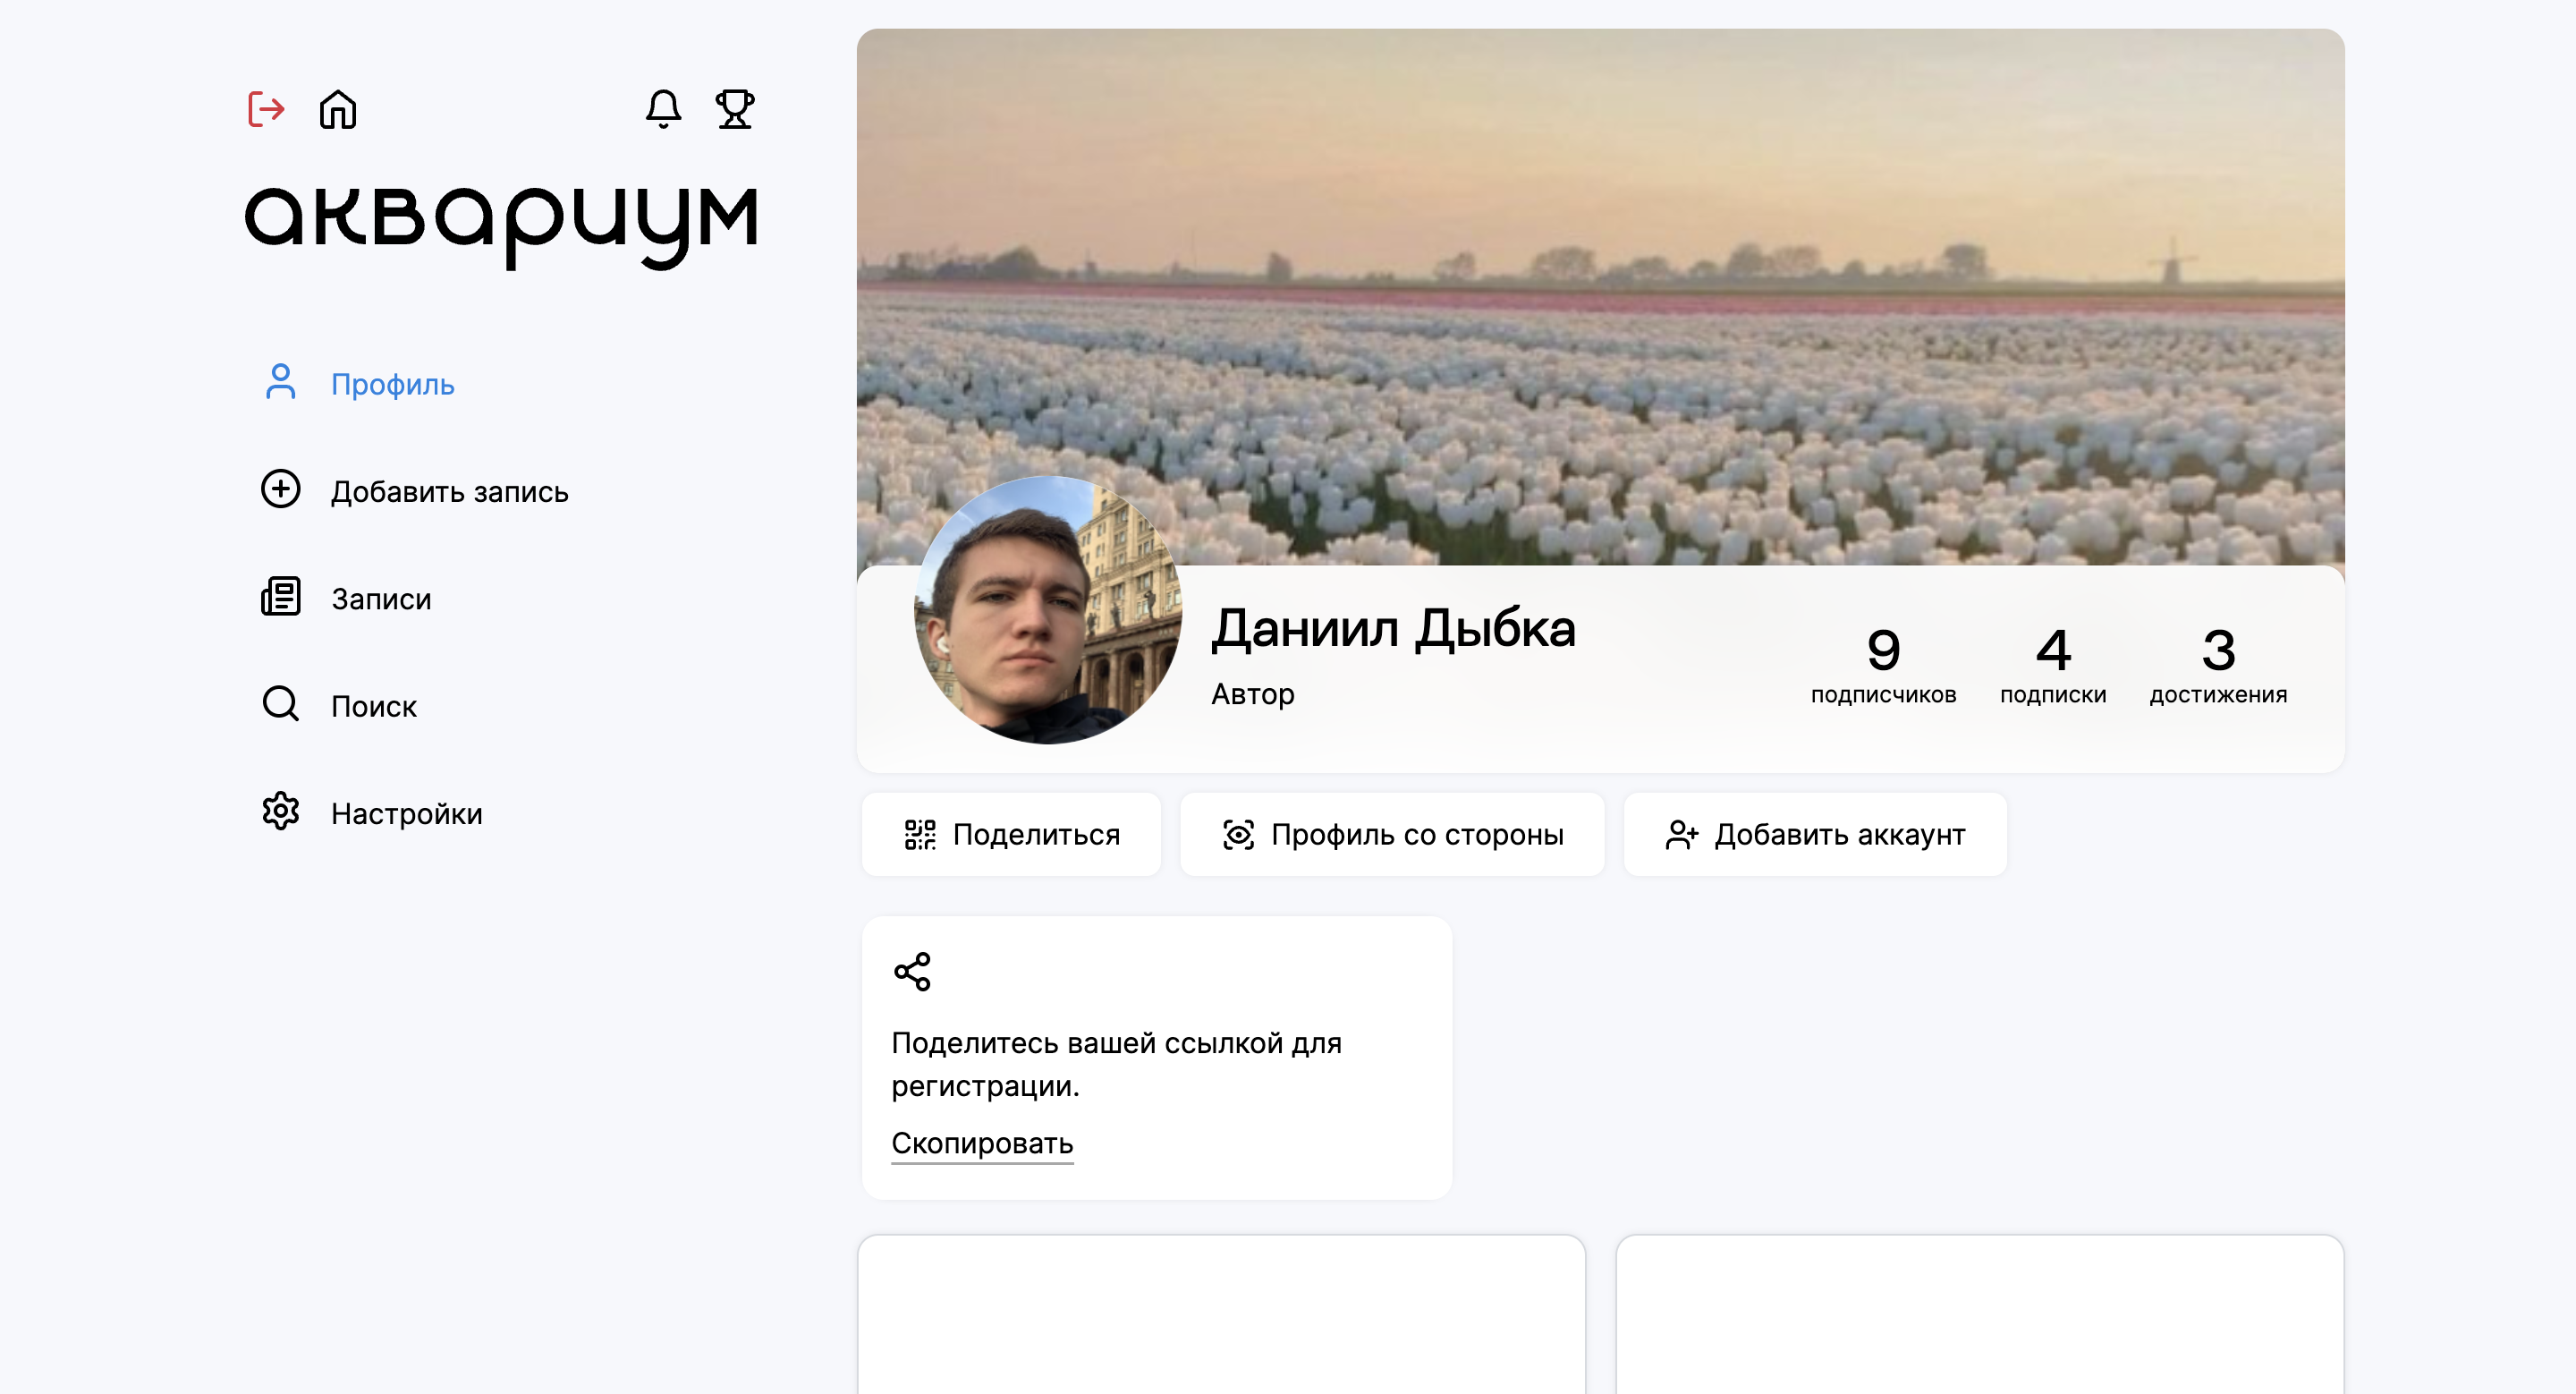 аквариум
Профиль
Добавить запись
Записи
Поиск
Настройки
Даниил Дыбка
Автор
9
подписчиков
4
подписки
3
достижения
Поделиться
Профиль со стороны
Добавить аккаунт
Поделитесь вашей ссылкой для
регистрации.
Скопировать